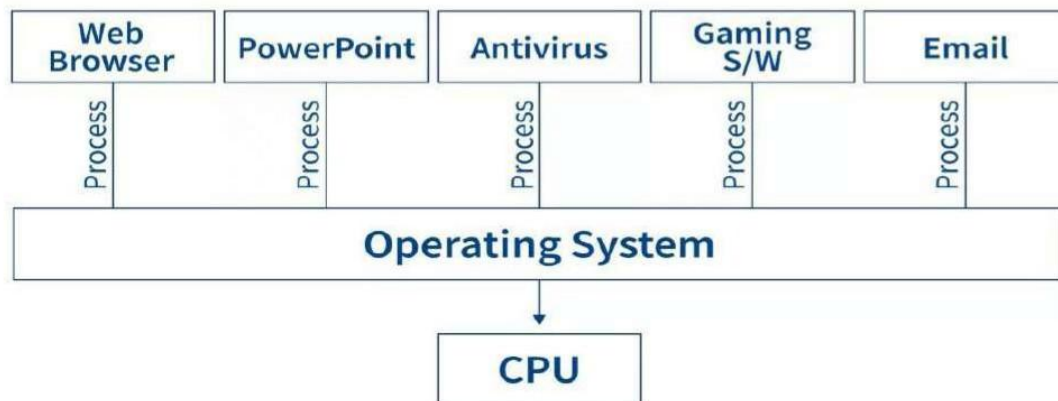 Web
Browser
PowerPoint
Antivirus
Gaming
S/W
Email
Process
Process
Process
Process
Process
Operating System
CPU